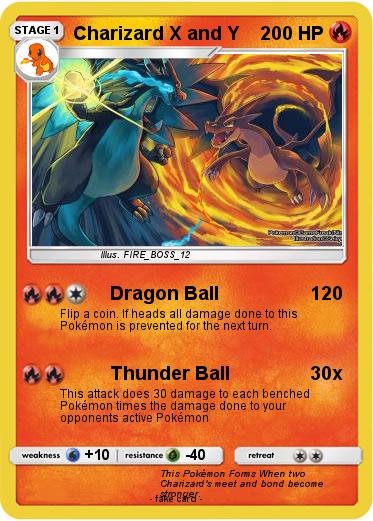 STAGE 1
Charizard X and Y 200 HP
Illus. FIRE_BOSS_12
Dragon Ball 120
Flip a coin. If heads all damage done to this
Pokémon is prevented for the next turn.
Thunder Ball 30x
This attack does 30 damage to each benched
Pokémon times the damage done to your
opponents active Pokémon
weakness +10 resistance -40 retreat
This Pokémon Forms When two
Charizard's meet and bond become
stronger.
- fake card -